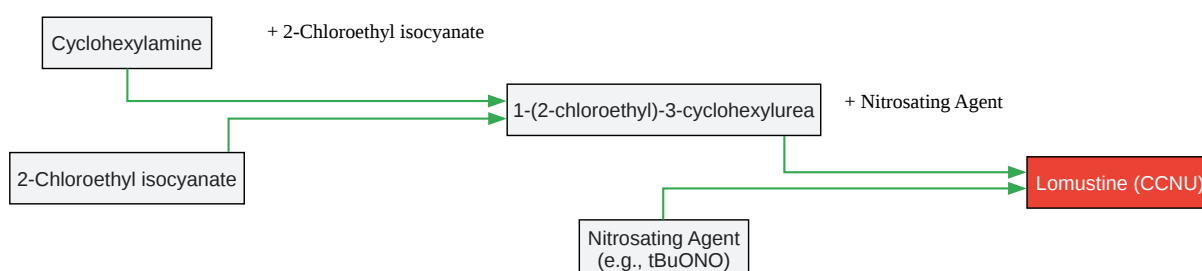 Cyclohexylamine
+ 2-Chloroethyl isocyanate
1-(2-chloroethyl)-3-cyclohexylurea
+ Nitrosating Agent
2-Chloroethyl isocyanate
Lomustine (CCNU)
Nitrosating Agent
(e.g., tBuONO)